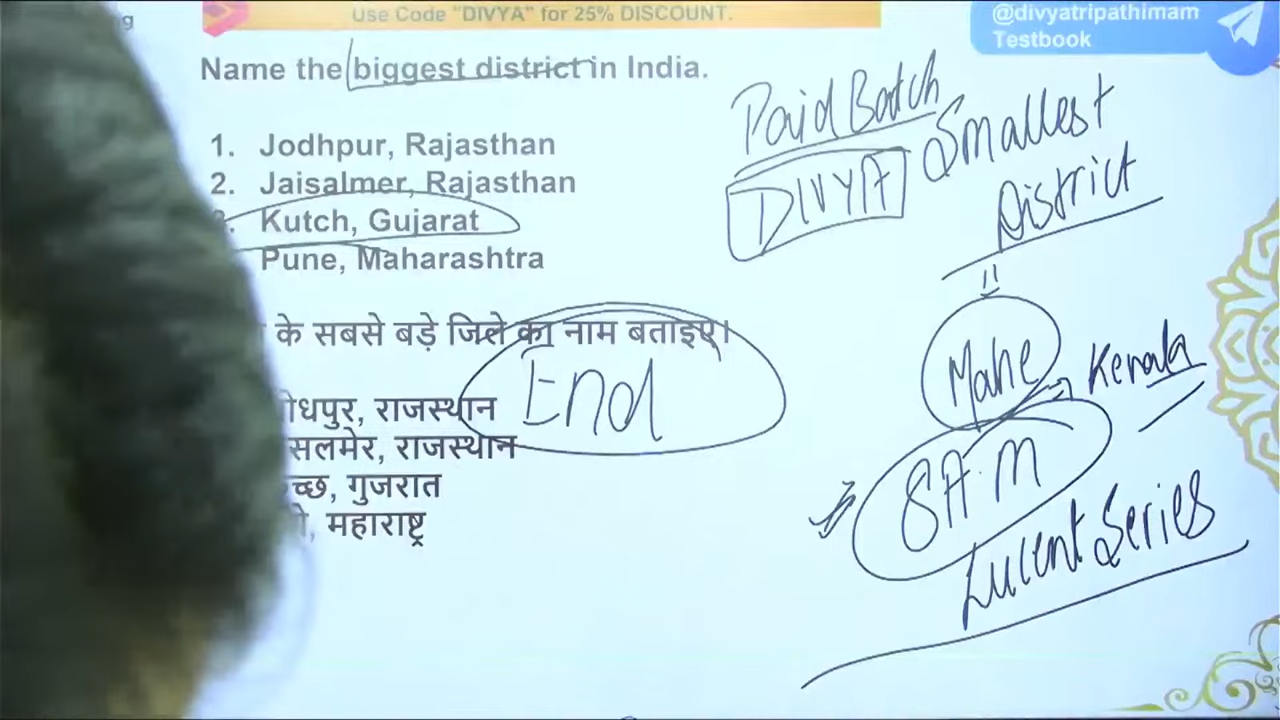 g
Use Code "DIVYA" for 25% DISCOUNT.
@divyatripathimam
Testbook
Name the biggest district in India.
1. Jodhpur, Rajasthan
2. Jaisalmer, Rajasthan
Kutch, Gujarat
Pune, Maharashtra
के सबसे बड़े जिले का नाम बताइए।
राजस्थान
राजस्थान
गुजरात
महाराष्ट्र
End
Paid Batch
DIVYA
Smallest
District
"
Mahe
Kerala
8A.M
Lucent Series